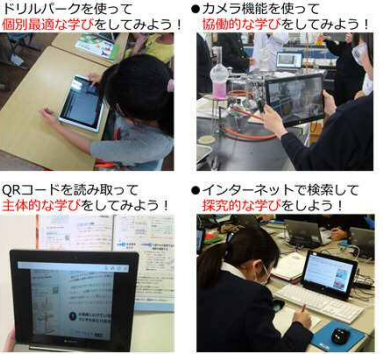 ドリルパークを使って
個別最適な学びをしてみよう！
●カメラ機能を使って
協働的な学びをしてみよう！
QRコードを読み取って
主体的な学びをしてみよう！
●インターネットで検索して
探究的な学びをしよう！